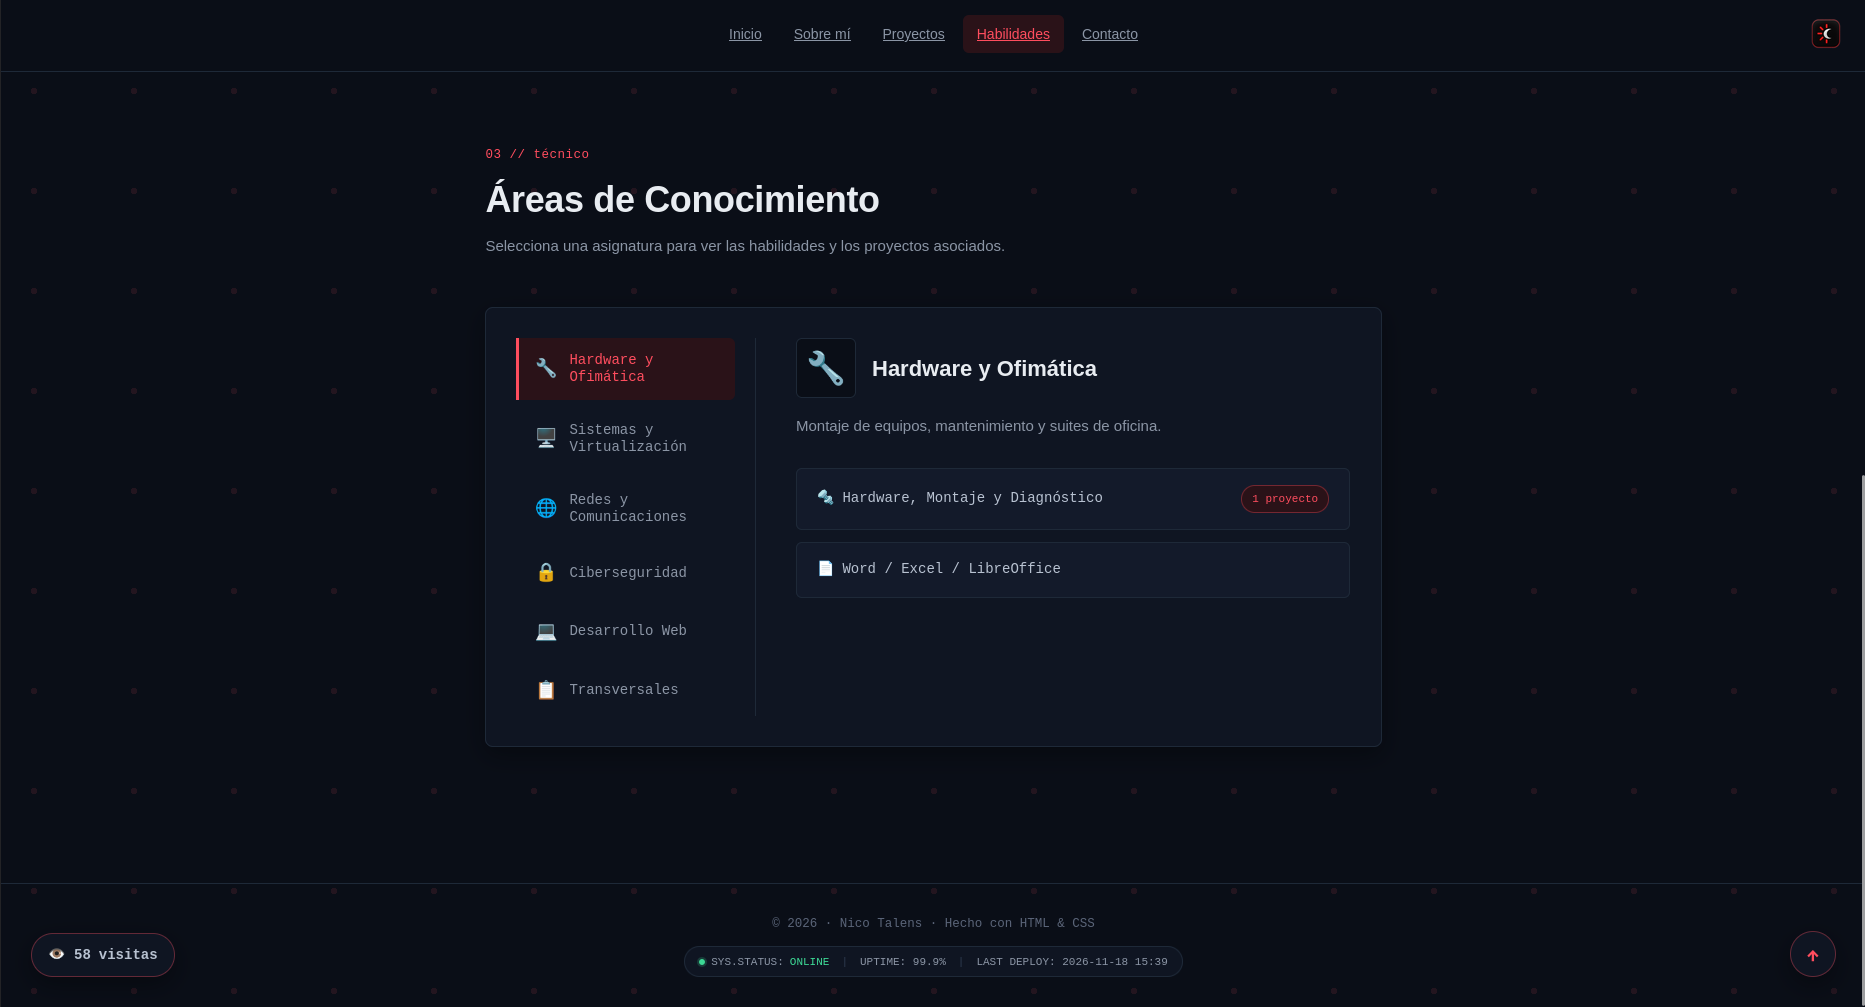 Inicio Sobre mí Proyectos Habilidades Contacto
03 // técnico
Áreas de Conocimiento
Selecciona una asignatura para ver las habilidades y los proyectos asociados.
Hardware y
Ofimática
Sistemas y
Virtualización
Redes y
Comunicaciones
Ciberseguridad
Desarrollo Web
Transversales
Hardware y Ofimática
Montaje de equipos, mantenimiento y suites de oficina.
Hardware, Montaje y Diagnóstico 1 proyecto
Word / Excel / LibreOffice
© 2026 · Nico Talens · Hecho con HTML & CSS
58 visitas
SYS.STATUS: ONLINE | UPTIME: 99.9% | LAST DEPLOY: 2026-11-18 15:39